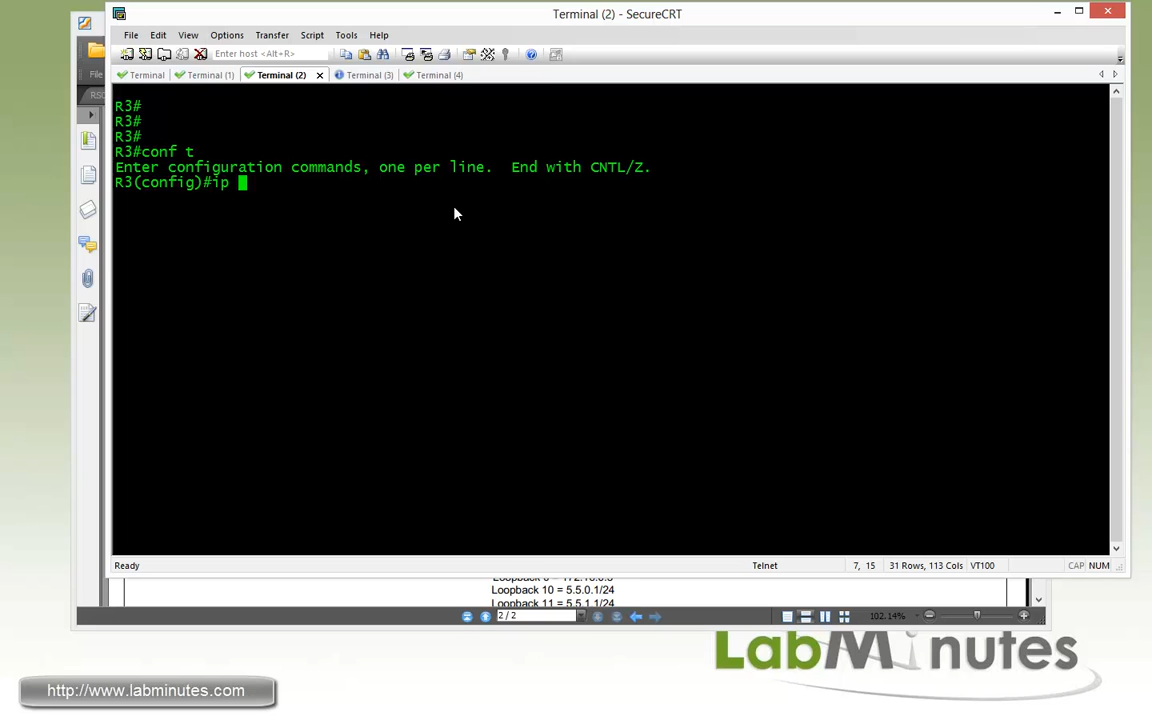 Terminal (2) - SecureCRT
File Edit View Options Transfer Script Tools Help
Enter host <Alt+R>
File
Terminal Terminal (1) Terminal (2) Terminal (3) Terminal (4)
R3#
R3#
R3#
R3#conf t
Enter configuration commands, one per line.  End with CNTL/Z.
R3(config)#ip
Ready Telnet 7, 15 31 Rows, 113 Cols VT100 CAP NUM
Loopback 10 = 5.5.0.1/24
Loopback 11 = 5.5.1.1/24
2 / 2 102.14%
LabMinutes
http://www.labminutes.com